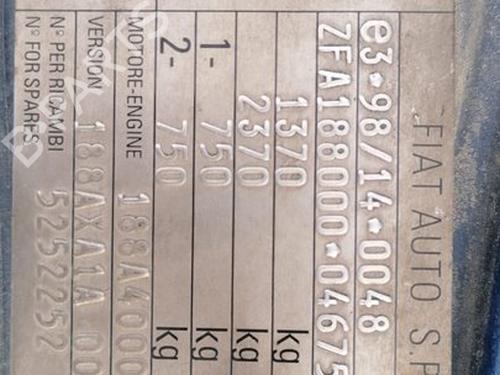 FIAT AUTO S.P
e3*98/14*0048
ZFA188000*04675
1370 kg
2370 kg
1- 750 kg
2- 750 kg
MOTORE-ENGINE 188A4000
VERSION 188AXA1A 00
N° PER RICAMBI
N° FOR SPARES 5252252